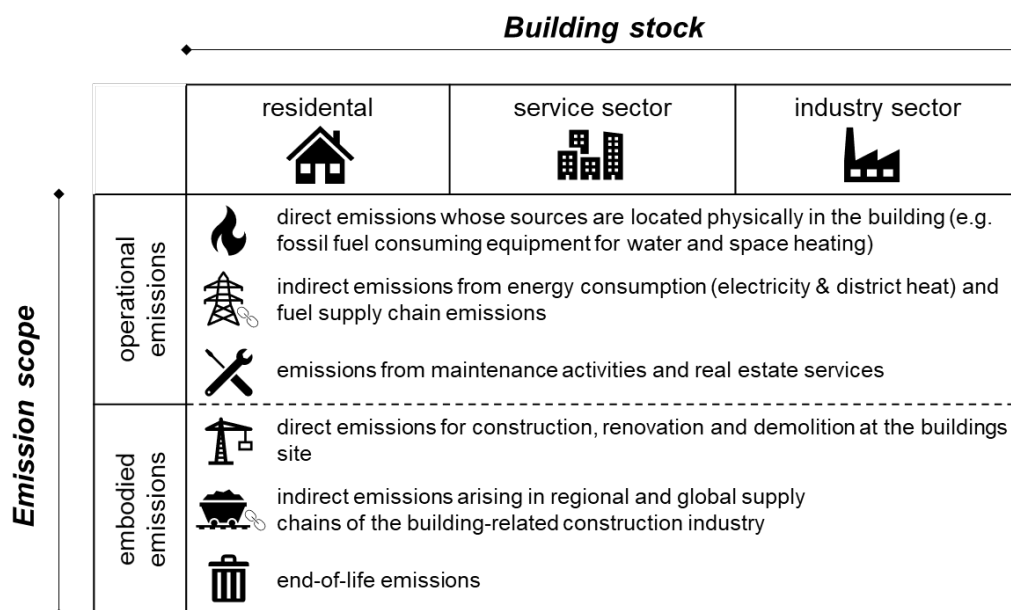 Building stock
residental
service sector
industry sector
Emission scope
operational
emissions
direct emissions whose sources are located physically in the building (e.g.
fossil fuel consuming equipment for water and space heating)
indirect emissions from energy consumption (electricity & district heat) and
fuel supply chain emissions
emissions from maintenance activities and real estate services
embodied
emissions
direct emissions for construction, renovation and demolition at the buildings
site
indirect emissions arising in regional and global supply
chains of the building-related construction industry
end-of-life emissions